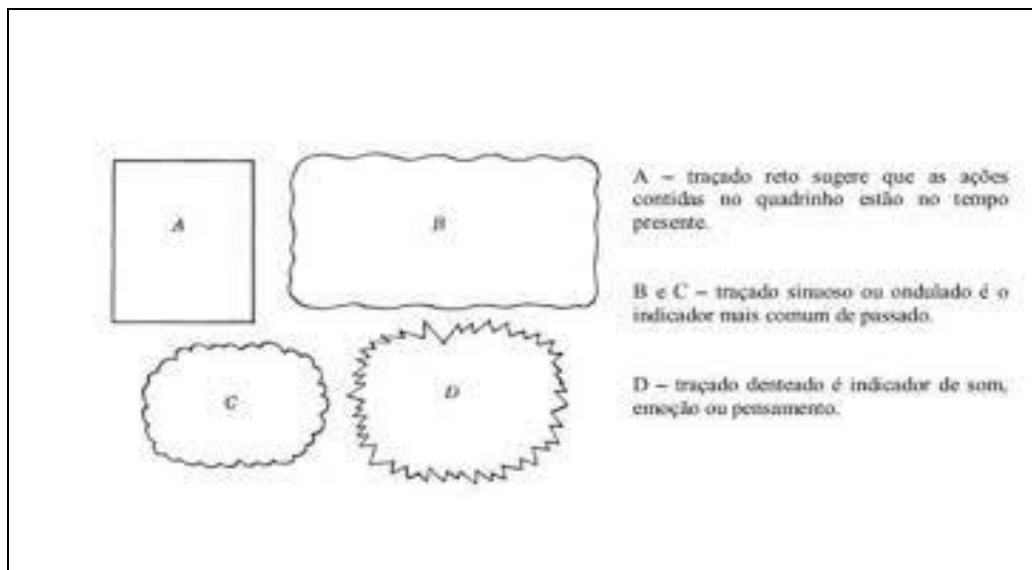 A
B
C
D
A – traçado reto sugere que as ações
contidas no quadrinho estão no tempo
presente.
B e C – traçado sinuoso ou ondulado é o
indicador mais comum de passado.
D – traçado denteado é indicador de som,
emoção ou pensamento.